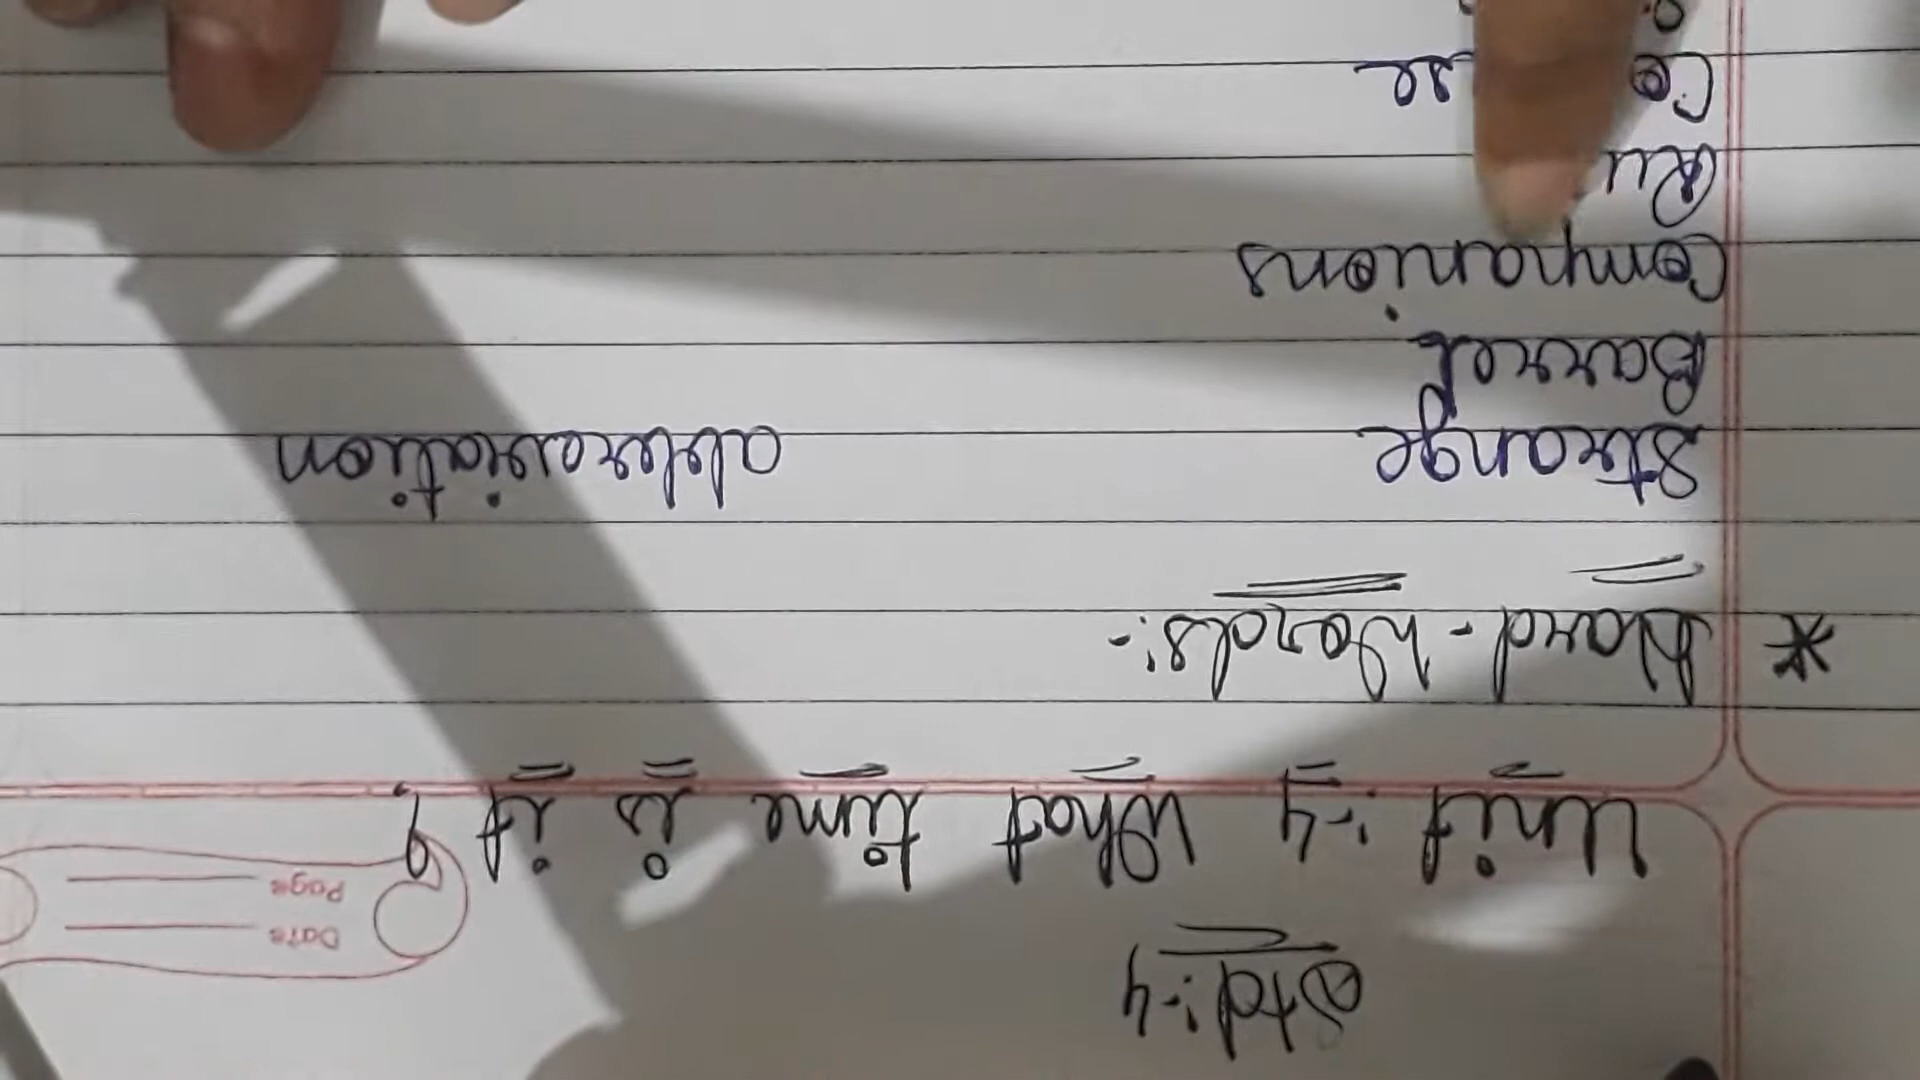 Std:-4
Date
Page
Unit:-4 What time is it?
* Hard-Words:-
Strange abbreviation
Barrel
Companions